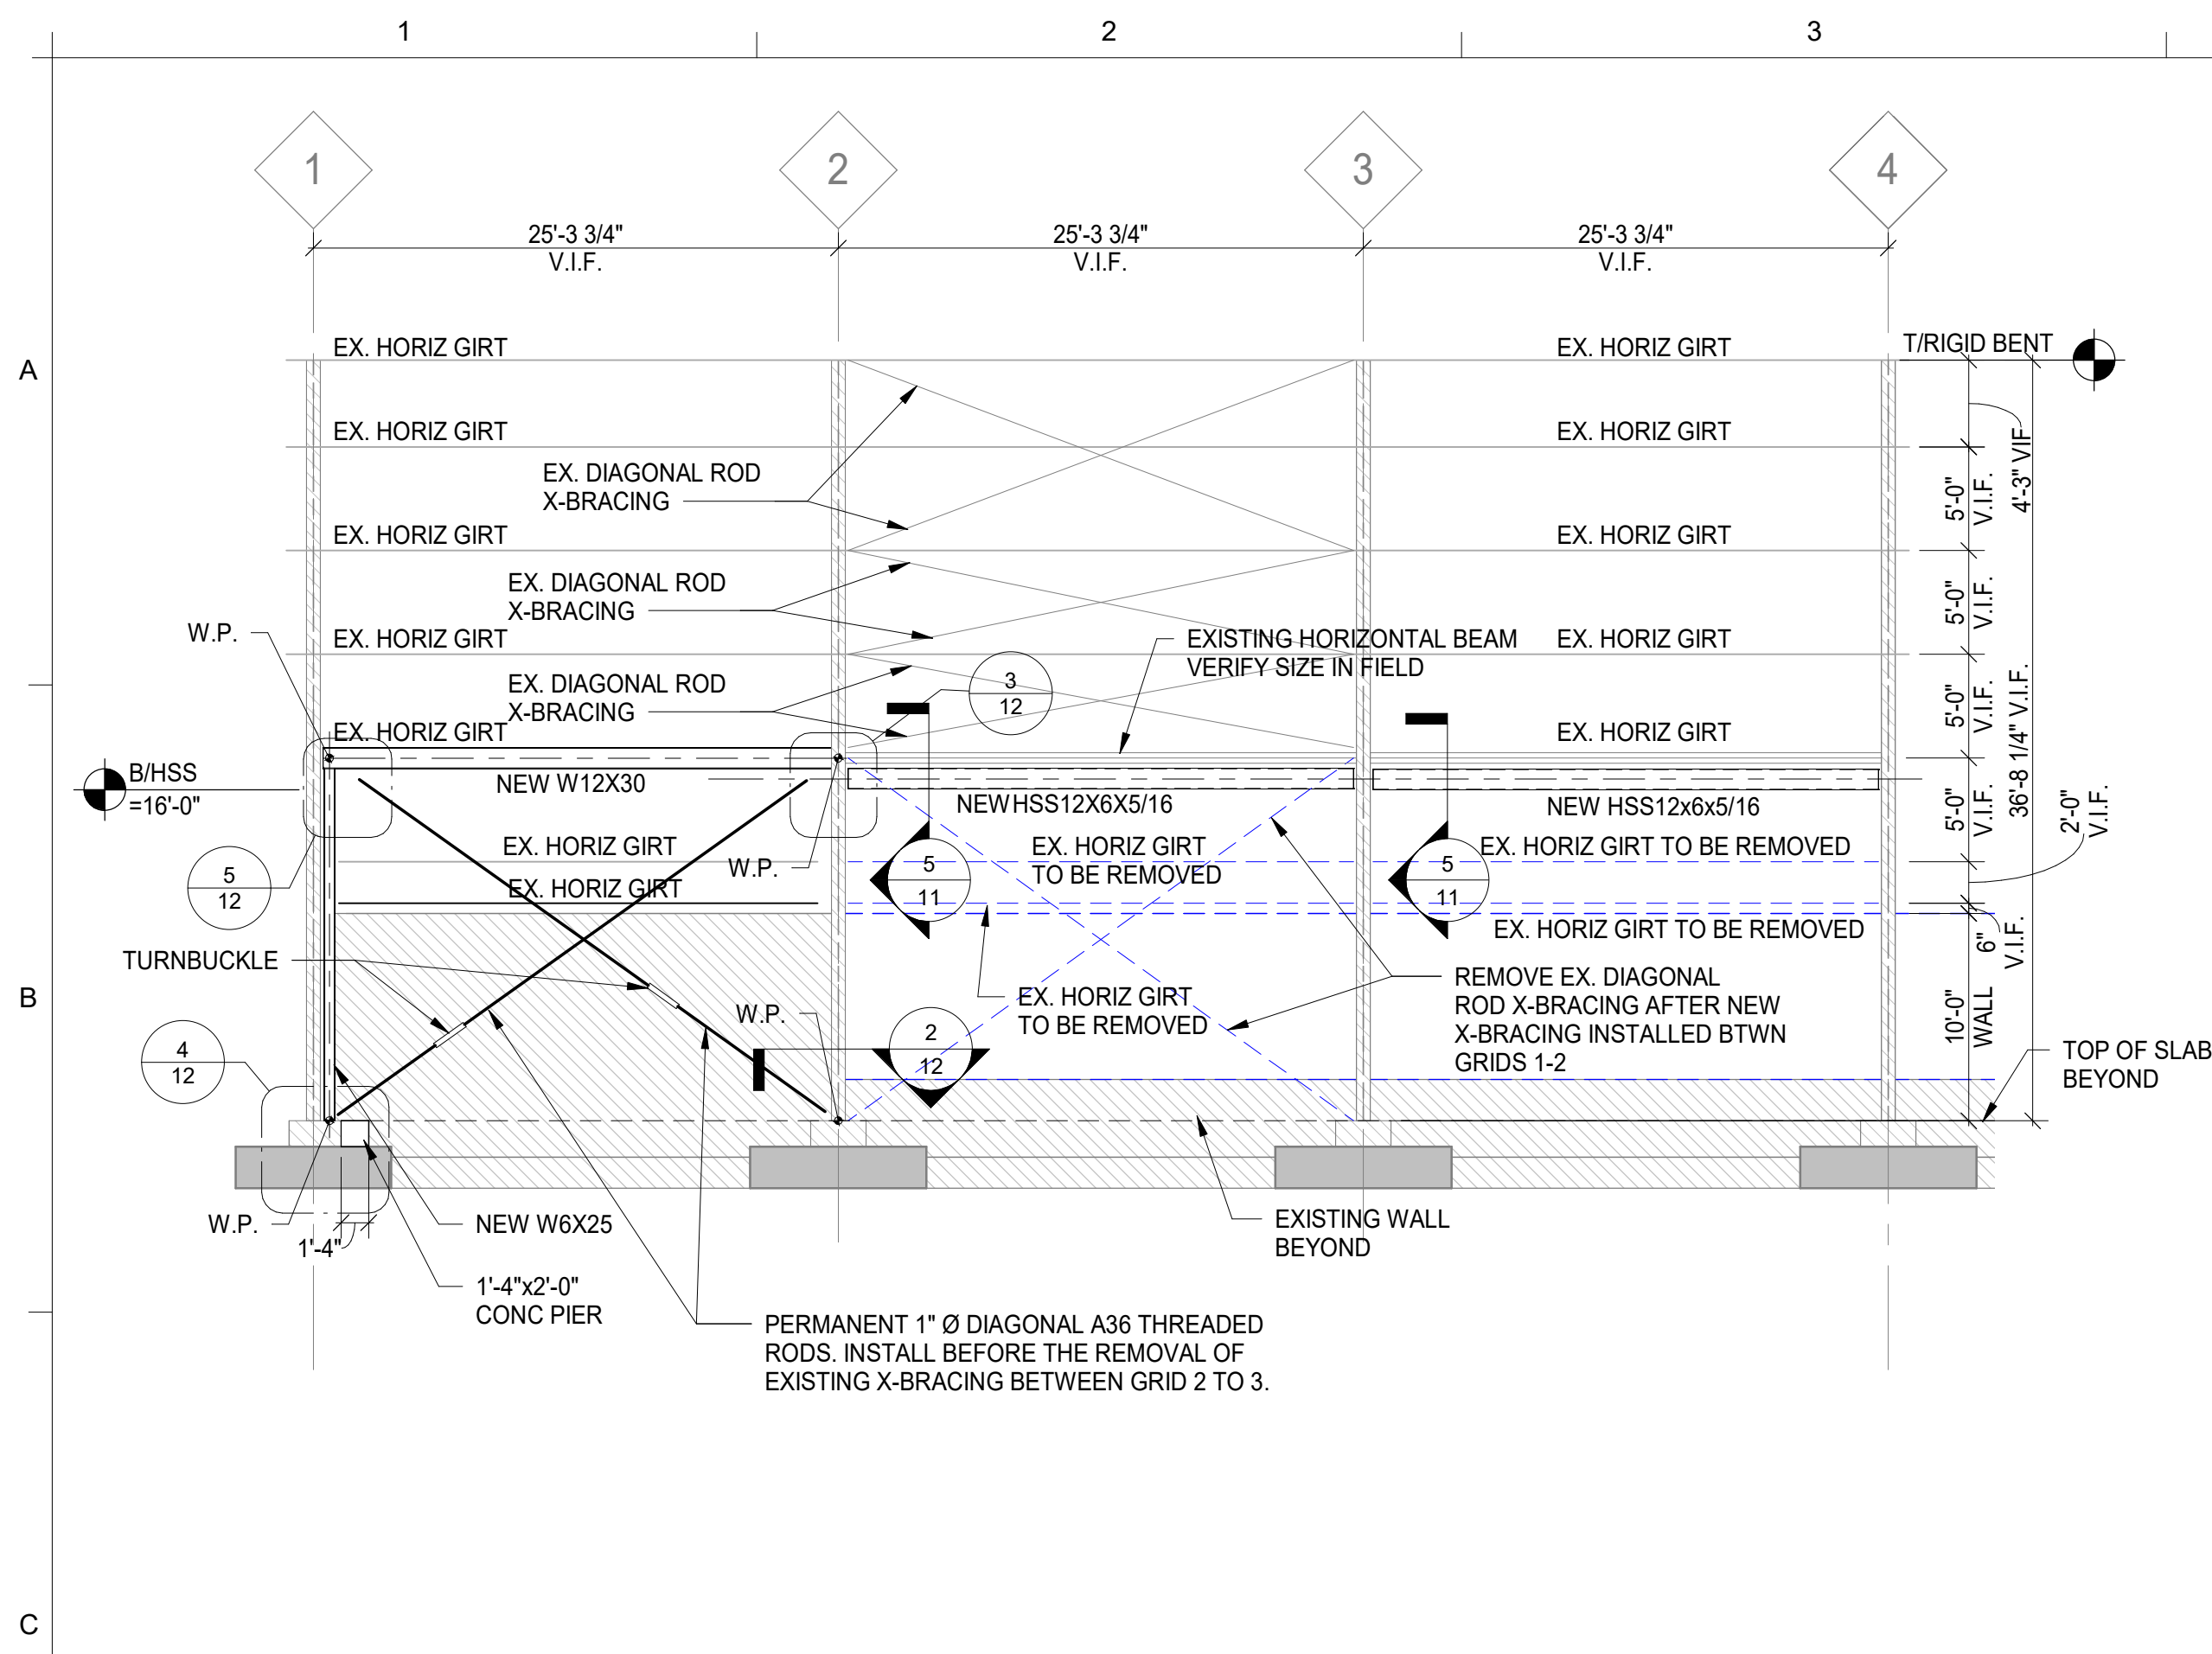 1
2
3
1
2
3
4
25'-3 3/4"
V.I.F.
25'-3 3/4"
V.I.F.
25'-3 3/4"
V.I.F.
A
EX. HORIZ GIRT
EX. HORIZ GIRT
T/RIGID BENT
EX. HORIZ GIRT
EX. HORIZ GIRT
4'-3" VIF
EX. DIAGONAL ROD
X-BRACING
5'-0"
V.I.F.
EX. HORIZ GIRT
EX. HORIZ GIRT
EX. DIAGONAL ROD
X-BRACING
5'-0"
V.I.F.
W.P.
EX. HORIZ GIRT
EXISTING HORIZONTAL BEAM
VERIFY SIZE IN FIELD
EX. HORIZ GIRT
EX. DIAGONAL ROD
X-BRACING
3
12
5'-0"
V.I.F.
36'-8 1/4" V.I.F.
EX. HORIZ GIRT
EX. HORIZ GIRT
B/HSS
=16'-0"
NEW W12X30
NEW HSS12X6X5/16
NEW HSS12x6x5/16
5'-0"
V.I.F.
2'-0"
V.I.F.
EX. HORIZ GIRT
EX. HORIZ GIRT
TO BE REMOVED
EX. HORIZ GIRT TO BE REMOVED
W.P.
5
12
5
11
5
11
EX. HORIZ GIRT
EX. HORIZ GIRT TO BE REMOVED
6"
V.I.F.
TURNBUCKLE
B
EX. HORIZ GIRT
TO BE REMOVED
REMOVE EX. DIAGONAL
ROD X-BRACING AFTER NEW
X-BRACING INSTALLED BTWN
GRIDS 1-2
10'-0"
WALL
W.P.
2
12
4
12
TOP OF SLAB
BEYOND
W.P.
1'-4"
NEW W6X25
EXISTING WALL
BEYOND
1'-4"x2'-0"
CONC PIER
PERMANENT 1" Ø DIAGONAL A36 THREADED
RODS. INSTALL BEFORE THE REMOVAL OF
EXISTING X-BRACING BETWEEN GRID 2 TO 3.
C